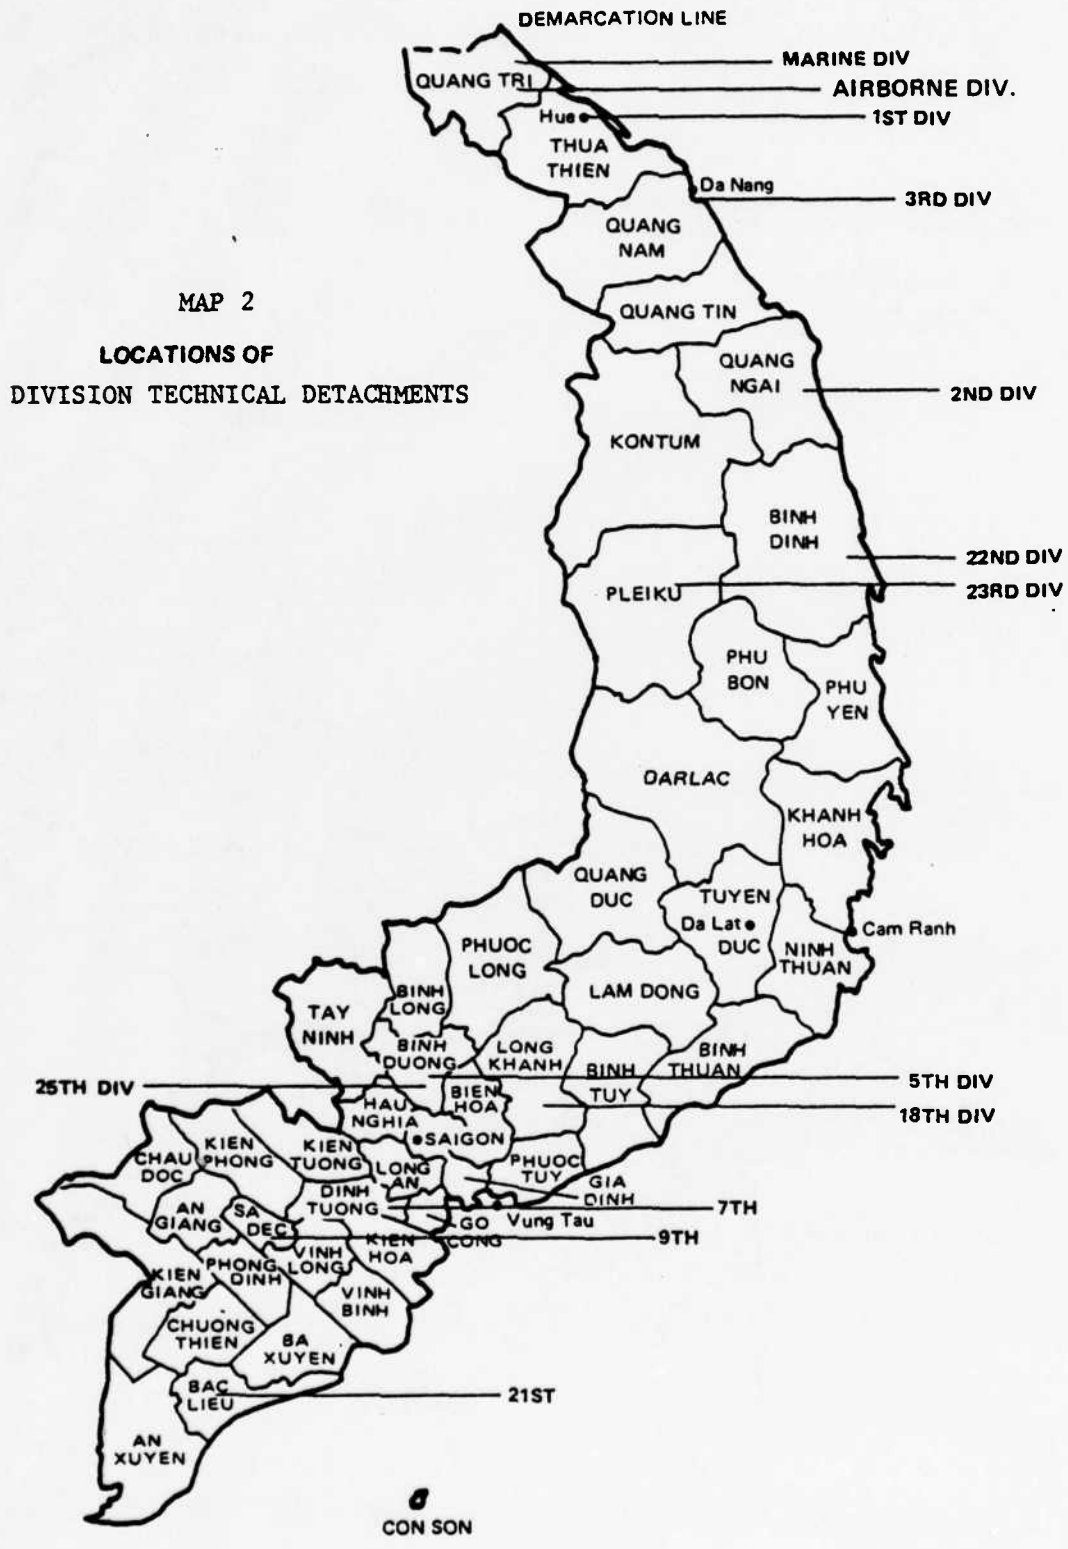 DEMARCATION LINE
MARINE DIV
QUANG TRI
AIRBORNE DIV.
Hue
1ST DIV
THUA
THIEN
Da Nang
3RD DIV
QUANG
NAM
MAP 2
QUANG TIN
LOCATIONS OF
DIVISION TECHNICAL DETACHMENTS
QUANG
NGAI
2ND DIV
KONTUM
BINH
DINH
22ND DIV
PLEIKU
23RD DIV
PHU
BON
PHU
YEN
DARLAC
KHANH
HOA
QUANG
DUC
TUYEN
Da Lat
DUC
Cam Ranh
PHUOC
LONG
NINH
THUAN
BINH
LONG
LAM DONG
TAY
NINH
BINH
DUONG
LONG
KHANH
BINH
THUAN
BINH
TUY
25TH DIV
5TH DIV
BIEN
HOA
HAU
NGHIA
18TH DIV
SAIGON
KIEN
PHONG
KIEN
TUONG
CHAU
DOC
LONG
AN
PHUOC
TUY
GIA
DINH
DINH
TUONG
7TH
AN
GIANG
SA
DEC
GO
CONG
Vung Tau
9TH
KIEN
HOA
VINH
LONG
PHONG
DINH
KIEN
GIANG
VINH
BINH
CHUONG
THIEN
BA
XUYEN
BAC
LIEU
21ST
AN
XUYEN
CON SON